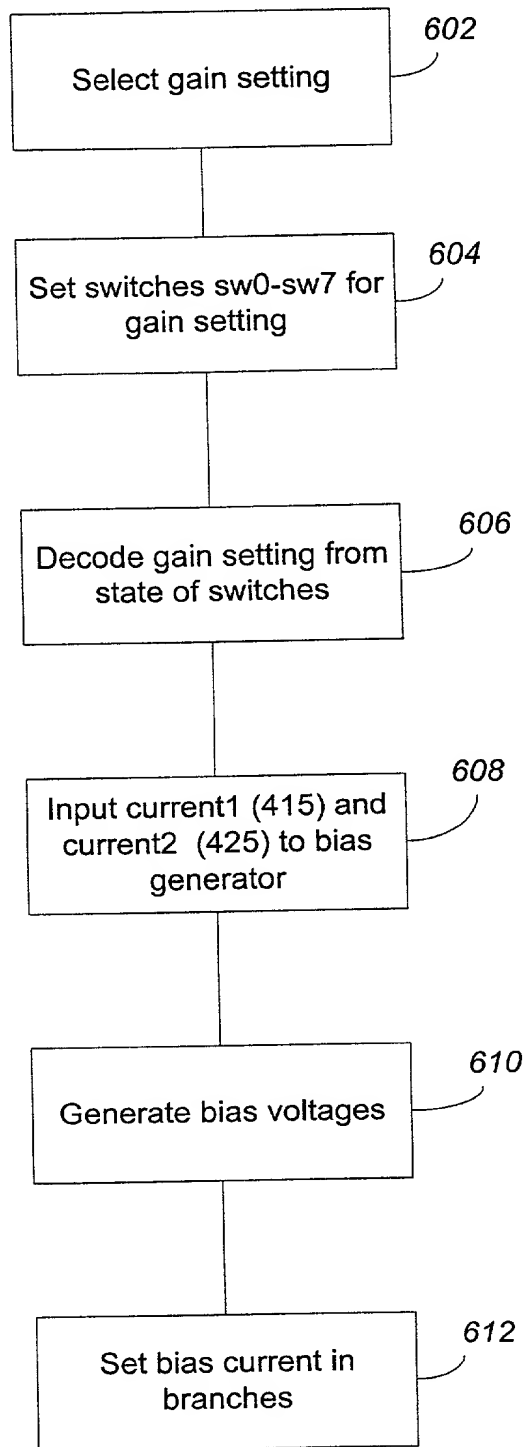 602
Select gain setting
604
Set switches sw0-sw7 for
gain setting
606
Decode gain setting from
state of switches
608
Input current1 (415) and
current2 (425) to bias
generator
610
Generate bias voltages
612
Set bias current in
branches